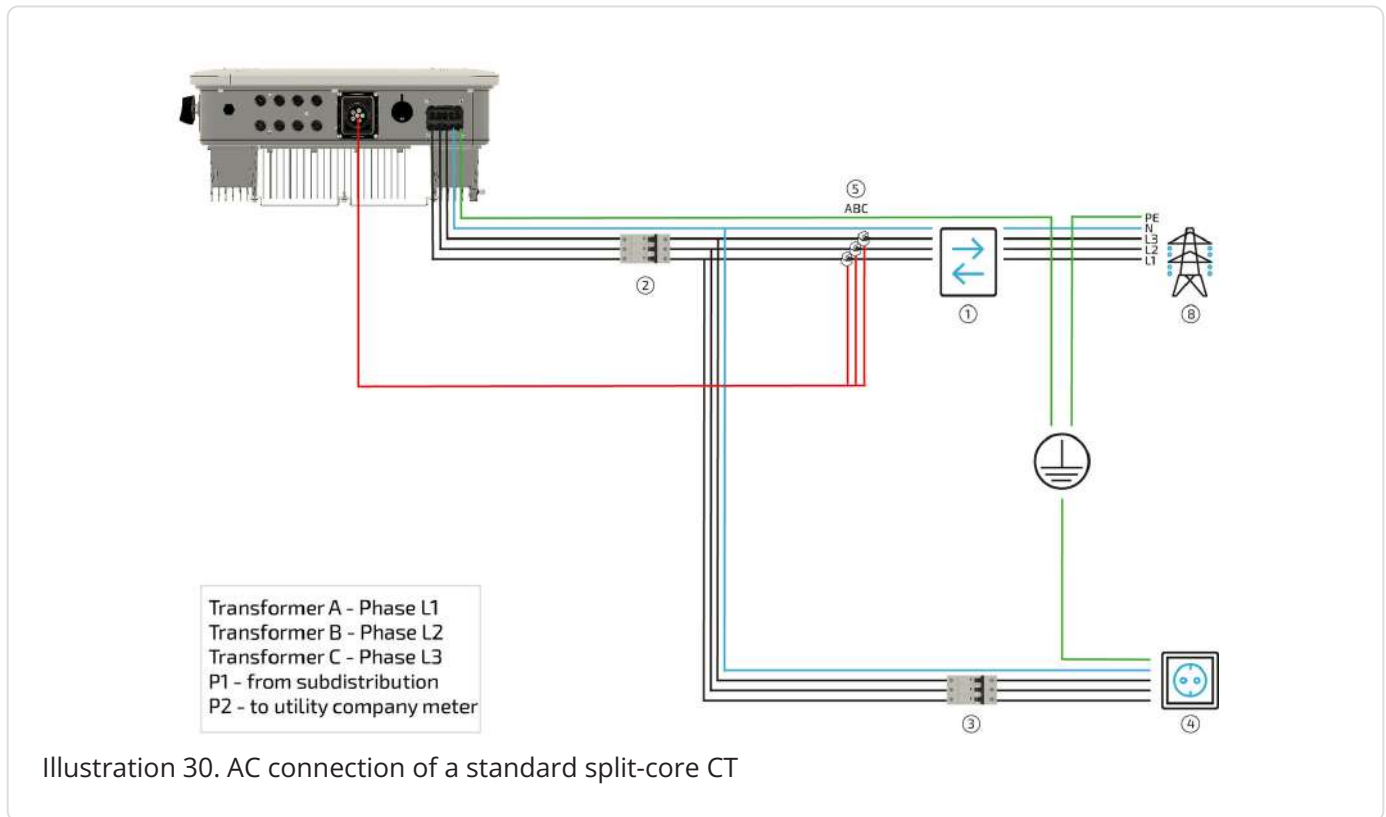 ⑤
ABC
PE
N
L3
L2
L1
②
①
⑧
Transformer A - Phase L1
Transformer B - Phase L2
Transformer C - Phase L3
P1 - from subdistribution
P2 - to utility company meter
③
④
Illustration 30. AC connection of a standard split-core CT